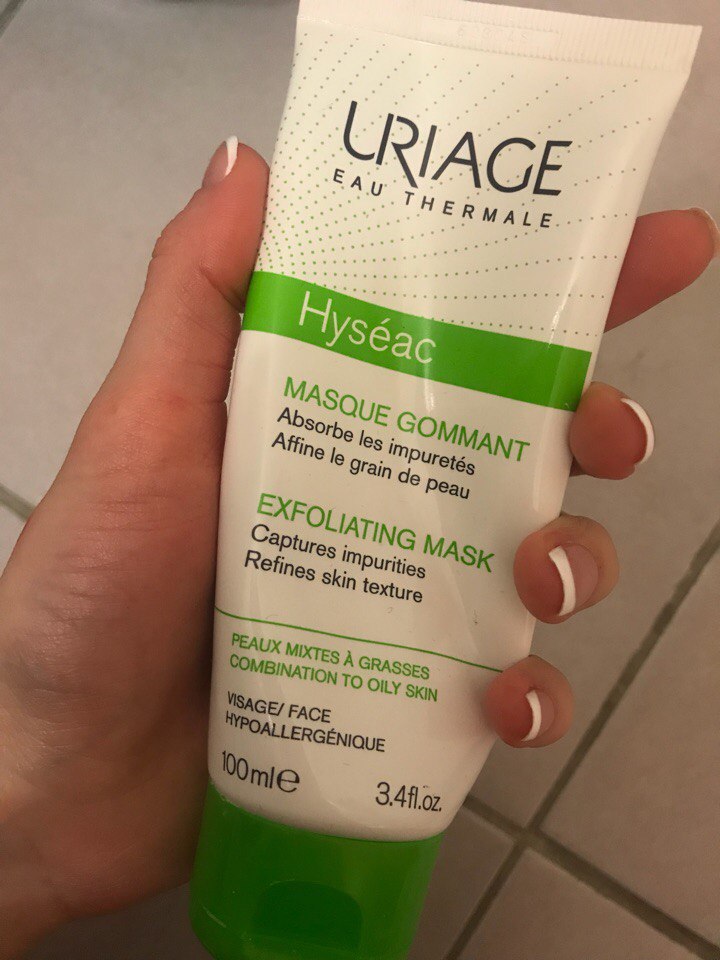 URIAGE
EAU THERMALE
Hyséac
MASQUE GOMMANT
Absorbe les impuretés
Affine le grain de peau
EXFOLIATING MASK
Captures impurities
Refines skin texture
PEAUX MIXTES À GRASSES
COMBINATION TO OILY SKIN
VISAGE/ FACE
HYPOALLERGÉNIQUE
100ml℮ 3.4fl.oz.